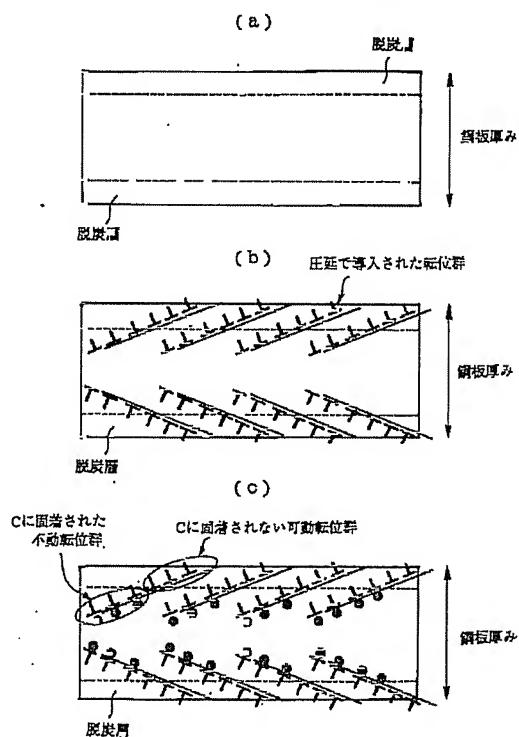 (a)
脱炭層
鋼板厚み
脱炭層
(b)
圧延で導入された転位群
鋼板厚み
脱炭層
(c)
Cに固着された
不動転位群
Cに固着されない可動転位群
鋼板厚み
脱炭層